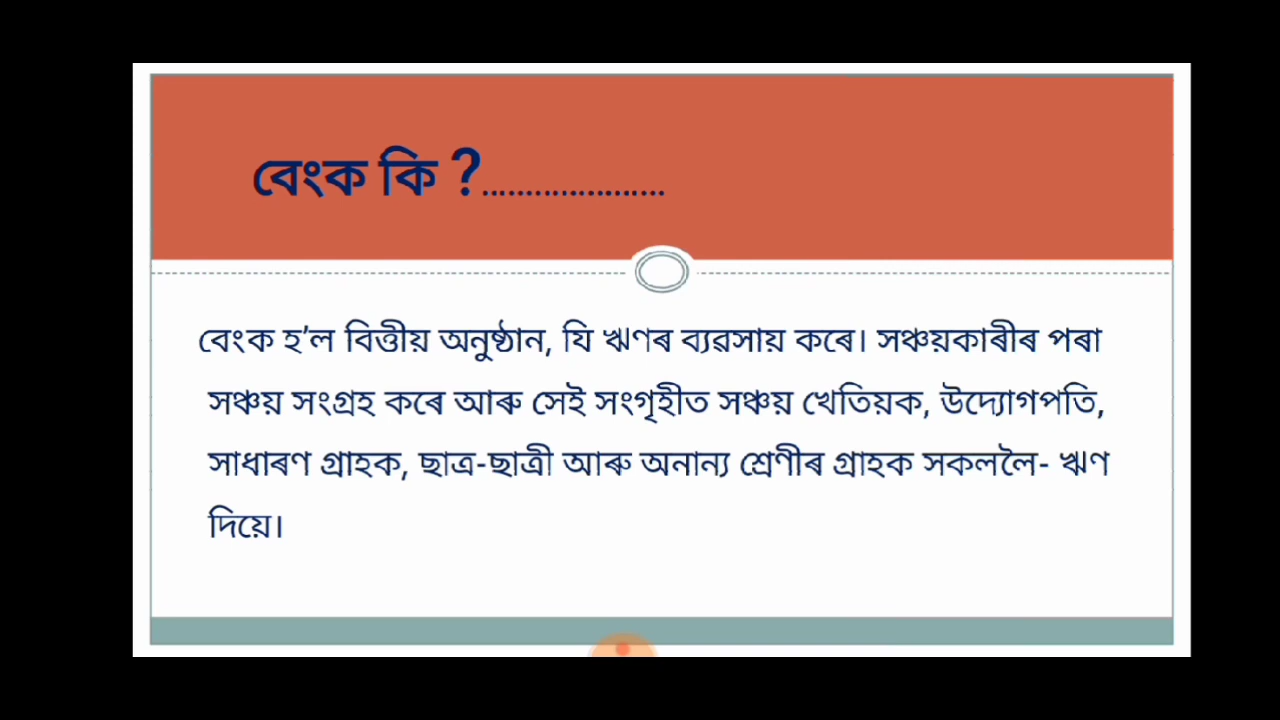 বেংক কি ?.....................
বেংক হ’ল বিত্তীয় অনুষ্ঠান, যি ঋণৰ ব্যৱসায় কৰে। সঞ্চয়কাৰীৰ পৰা
সঞ্চয় সংগ্ৰহ কৰে আৰু সেই সংগৃহীত সঞ্চয় খেতিয়ক, উদ্যোগপতি,
সাধাৰণ গ্ৰাহক, ছাত্ৰ-ছাত্ৰী আৰু অনান্য শ্ৰেণীৰ গ্ৰাহক সকললৈ- ঋণ
দিয়ে।